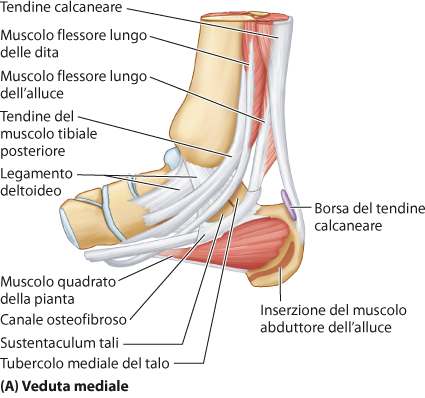 Tendine calcaneare
Muscolo flessore lungo
delle dita
Muscolo flessore lungo
dell'alluce
Tendine del
muscolo tibiale
posteriore
Legamento
deltoideo
Borsa del tendine
calcaneare
Muscolo quadrato
della pianta
Canale osteofibroso
Inserzione del muscolo
abduttore dell'alluce
Sustentaculum tali
Tubercolo mediale del talo
(A) Veduta mediale